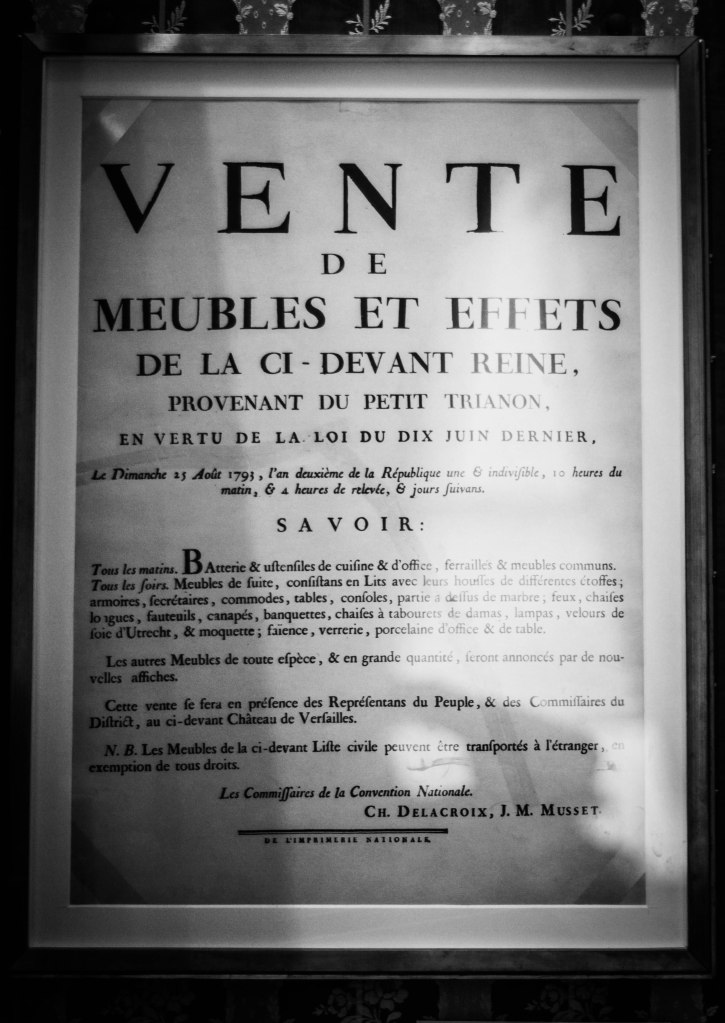 VENTE
DE
MEUBLES ET EFFETS
DE LA CI-DEVANT REINE,
PROVENANT DU PETIT TRIANON,
EN VERTU DE LA LOI DU DIX JUIN DERNIER,
Le Dimanche 25 Août 1793, l'an deuxième de la République une & indiviſible, 10 heures du
matin, & 4 heures de relevée, & jours ſuivans.
SAVOIR:
Tous les matins. BAtterie & uſtenſiles de cuiſine & d'office, ferrailles & meubles communs.
Tous les ſoirs. Meubles de ſuite, conſiſtans en Lits avec leurs houſſes de différentes étoffes;
armoires, ſecrétaires, commodes, tables, conſoles, partie à deſſus de marbre; feux, chaiſes
longues, fauteuils, canapés, banquettes, chaiſes à tabourets de damas, lampas, velours de
ſoie d'Utrecht, & moquette; faïence, verrerie, porcelaine d'office & de table.
Les autres Meubles de toute eſpèce, & en grande quantité, ſeront annoncés par de nou-
velles affiches.
Cette vente ſe fera en préſence des Repréſentans du Peuple, & des Commiſſaires du
Diſtrict, au ci-devant Château de Verſailles.
N. B. Les Meubles de la ci-devant Liſte civile peuvent être tranſportés à l'étranger, en
exemption de tous droits.
Les Commiſſaires de la Convention Nationale.
CH. DELACROIX, J. M. MUSSET.
DE L'IMPRIMERIE NATIONALE.